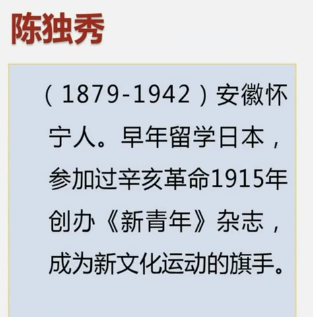 陈独秀
（1879-1942）安徽怀
宁人。早年留学日本，
参加过辛亥革命1915年
创办《新青年》杂志，
成为新文化运动的旗手。